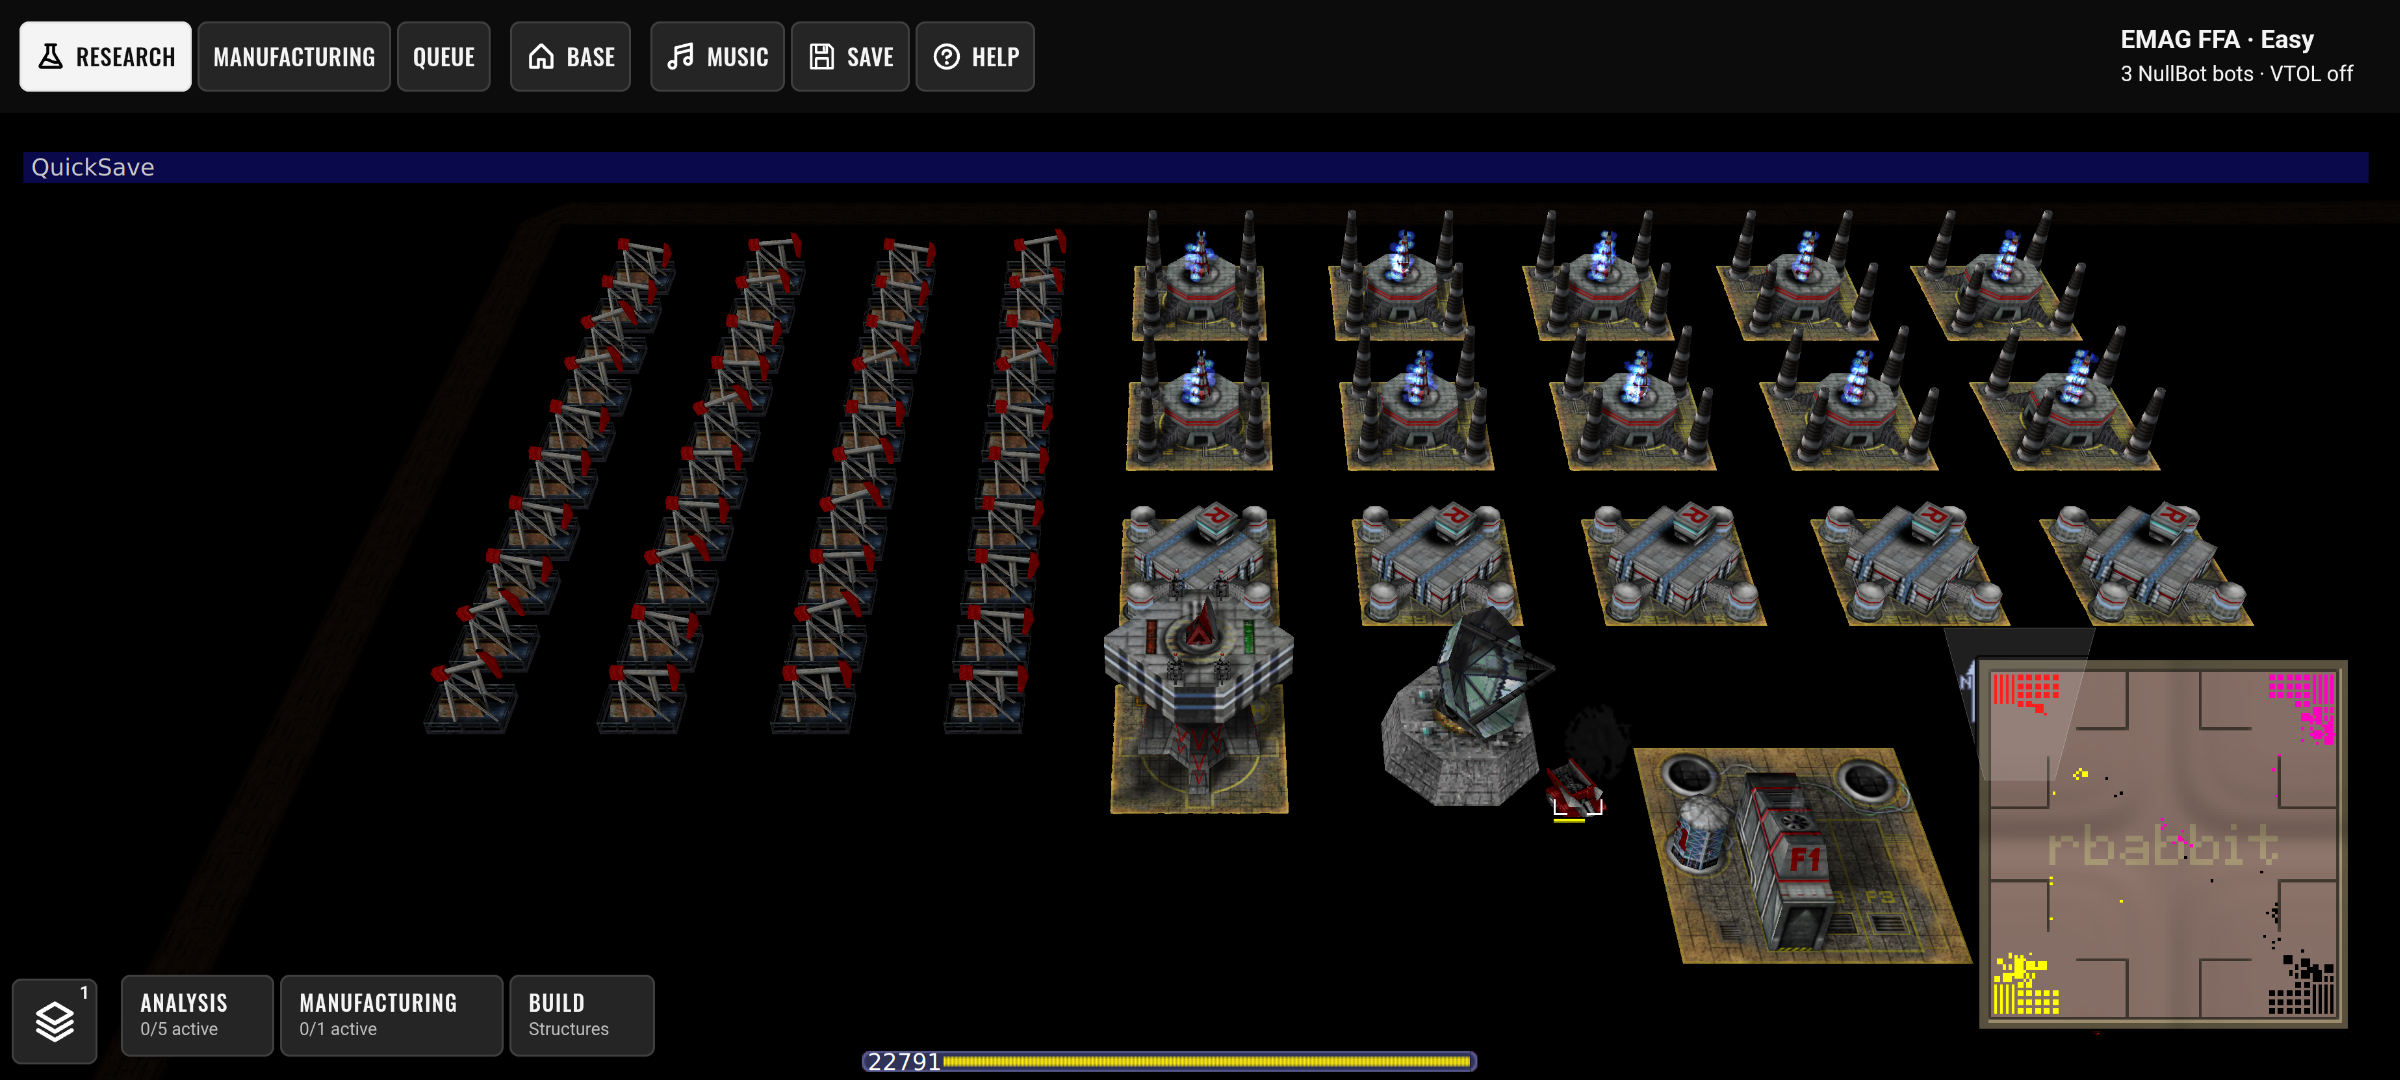 RESEARCH
MANUFACTURING
QUEUE
BASE
MUSIC
SAVE
HELP
EMAG FFA · Easy
3 NullBot bots · VTOL off
QuickSave
R
R
R
R
R
N
rbabbit
F1
F3
1
ANALYSIS
0/5 active
MANUFACTURING
0/1 active
BUILD
Structures
22791